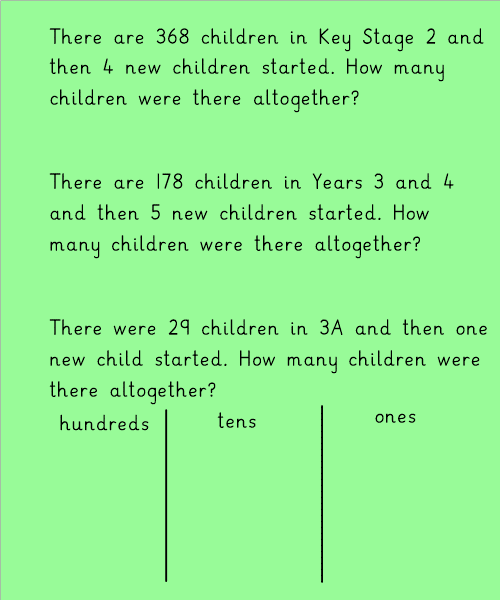 There are 368 children in Key Stage 2 and
then 4 new children started. How many
children were there altogether?
There are 178 children in Years 3 and 4
and then 5 new children started. How
many children were there altogether?
There were 29 children in 3A and then one
new child started. How many children were
there altogether?
hundreds tens ones